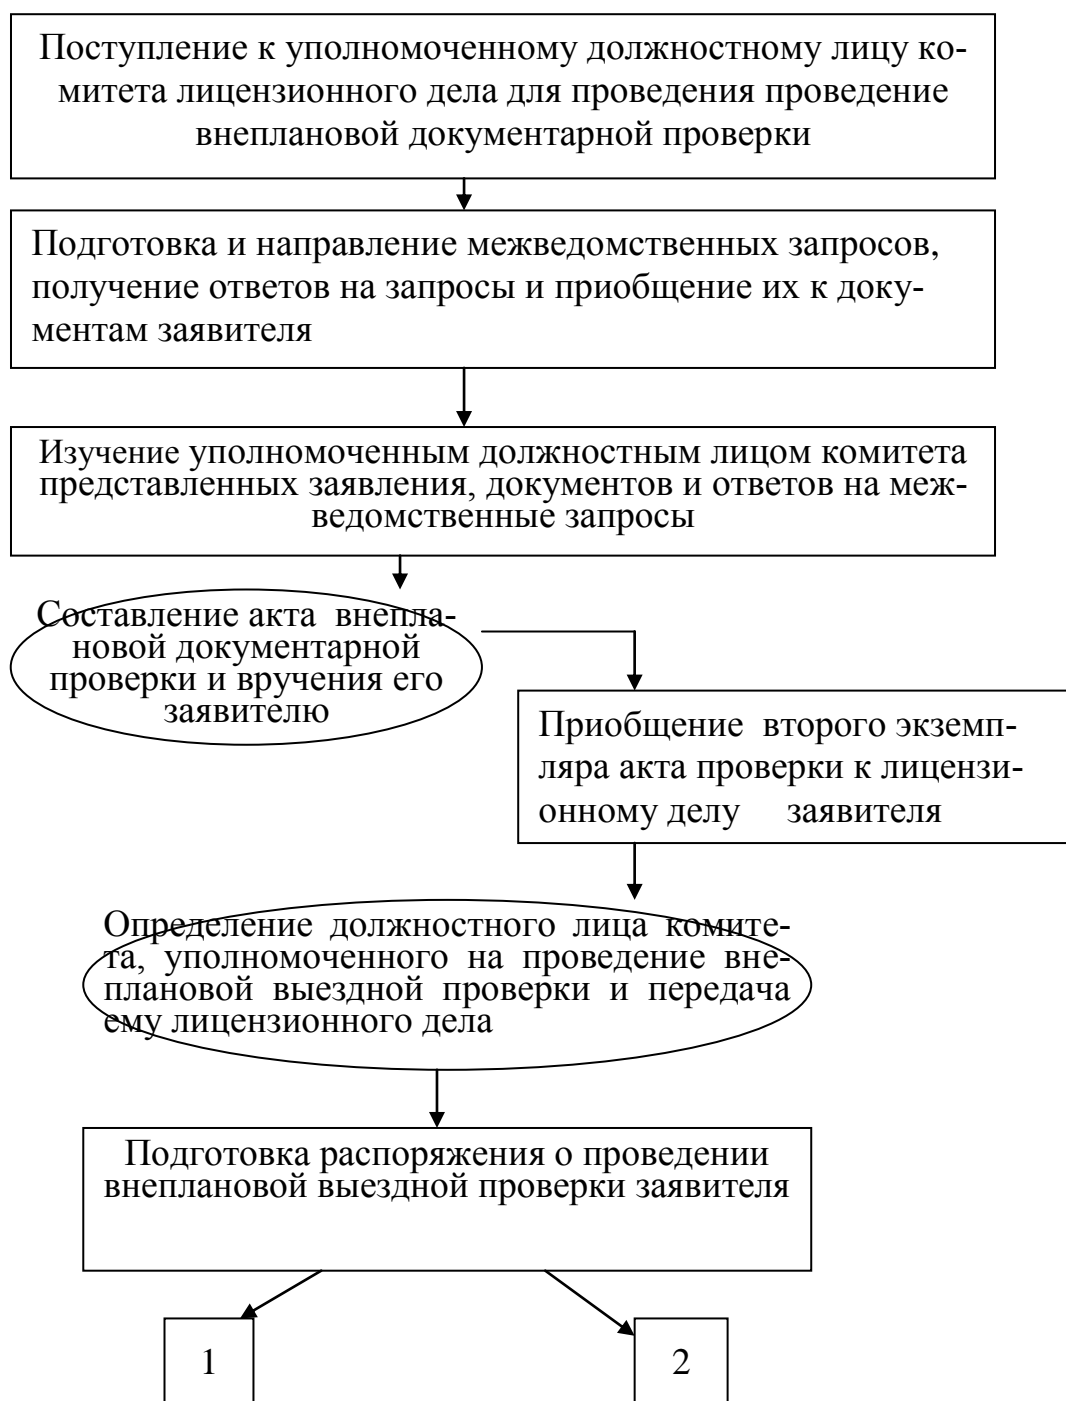 Поступление к уполномоченному должностному лицу ко-
митета лицензионного дела для проведения проведение
внеплановой документарной проверки
Подготовка и направление межведомственных запросов,
получение ответов на запросы и приобщение их к доку-
ментам заявителя
Изучение уполномоченным должностным лицом комитета
представленных заявления, документов и ответов на меж-
ведомственные запросы
Составление акта внепла-
новой документарной
проверки и вручения его
заявителю
Приобщение второго экземп-
ляра акта проверки к лицензи-
онному делу заявителя
Определение должностного лица комите-
та, уполномоченного на проведение вне-
плановой выездной проверки и передача
ему лицензионного дела
Подготовка распоряжения о проведении
внеплановой выездной проверки заявителя
1
2